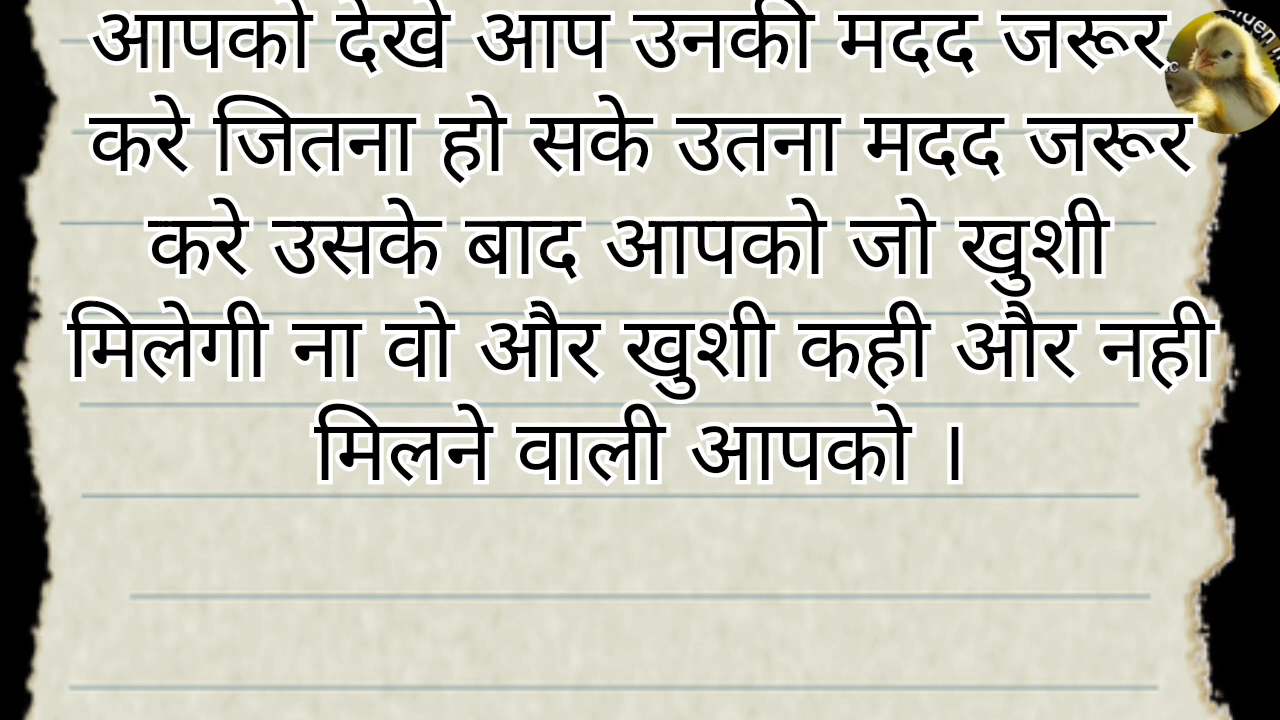 आपको देखे आप उनकी मदद जरूर
करे जितना हो सके उतना मदद जरूर
करे उसके बाद आपको जो खुशी
मिलेगी ना वो और खुशी कही और नही
मिलने वाली आपको ।